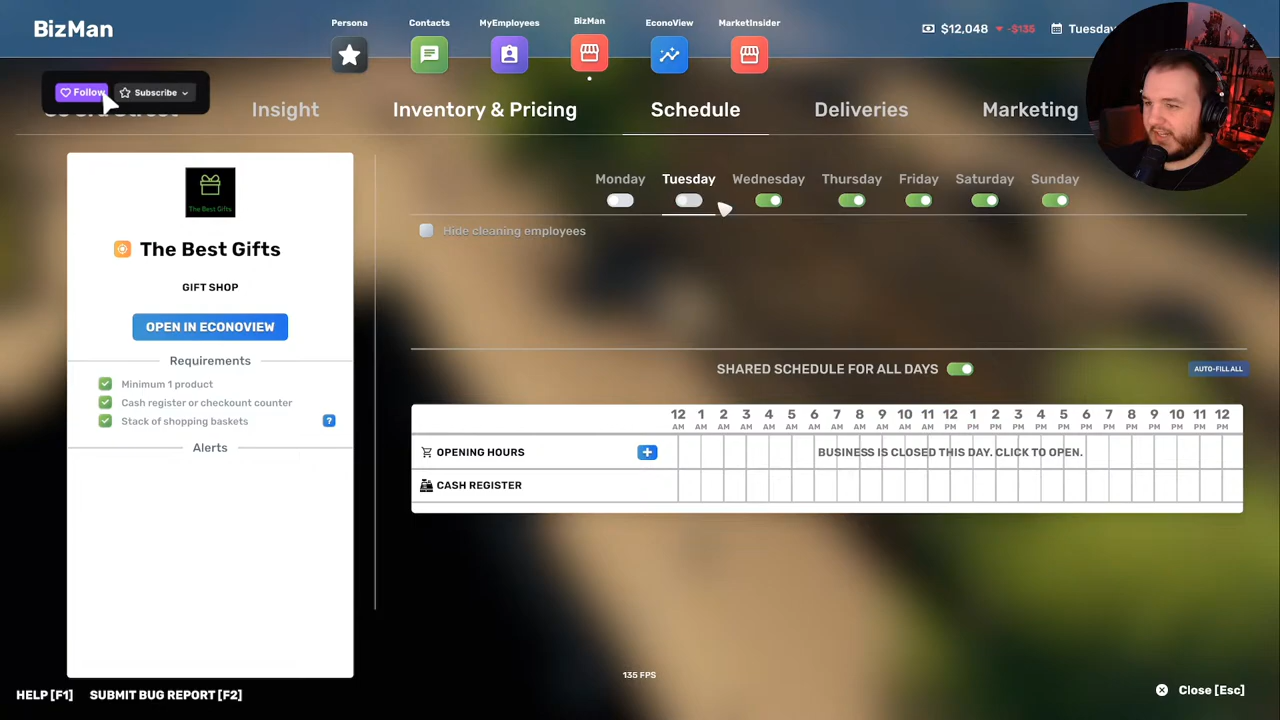 BizMan
Persona
Contacts
MyEmployees
BizMan
EconoView
MarketInsider
$12,048 -$135
Tuesday
Follow
Subscribe
Insight
Inventory & Pricing
Schedule
Deliveries
Marketing
The Best Gifts
The Best Gifts
GIFT SHOP
OPEN IN ECONOVIEW
Requirements
Minimum 1 product
Cash register or checkount counter
Stack of shopping baskets ?
Alerts
Monday Tuesday Wednesday Thursday Friday Saturday Sunday
Hide cleaning employees
SHARED SCHEDULE FOR ALL DAYS
AUTO-FILL ALL
12 1 2 3 4 5 6 7 8 9 10 11 12 1 2 3 4 5 6 7 8 9 10 11 12
AM AM AM AM AM AM AM AM AM AM AM AM PM PM PM PM PM PM PM PM PM PM PM PM PM
OPENING HOURS + BUSINESS IS CLOSED THIS DAY. CLICK TO OPEN.
CASH REGISTER
135 FPS
HELP [F1] SUBMIT BUG REPORT [F2]
Close [Esc]